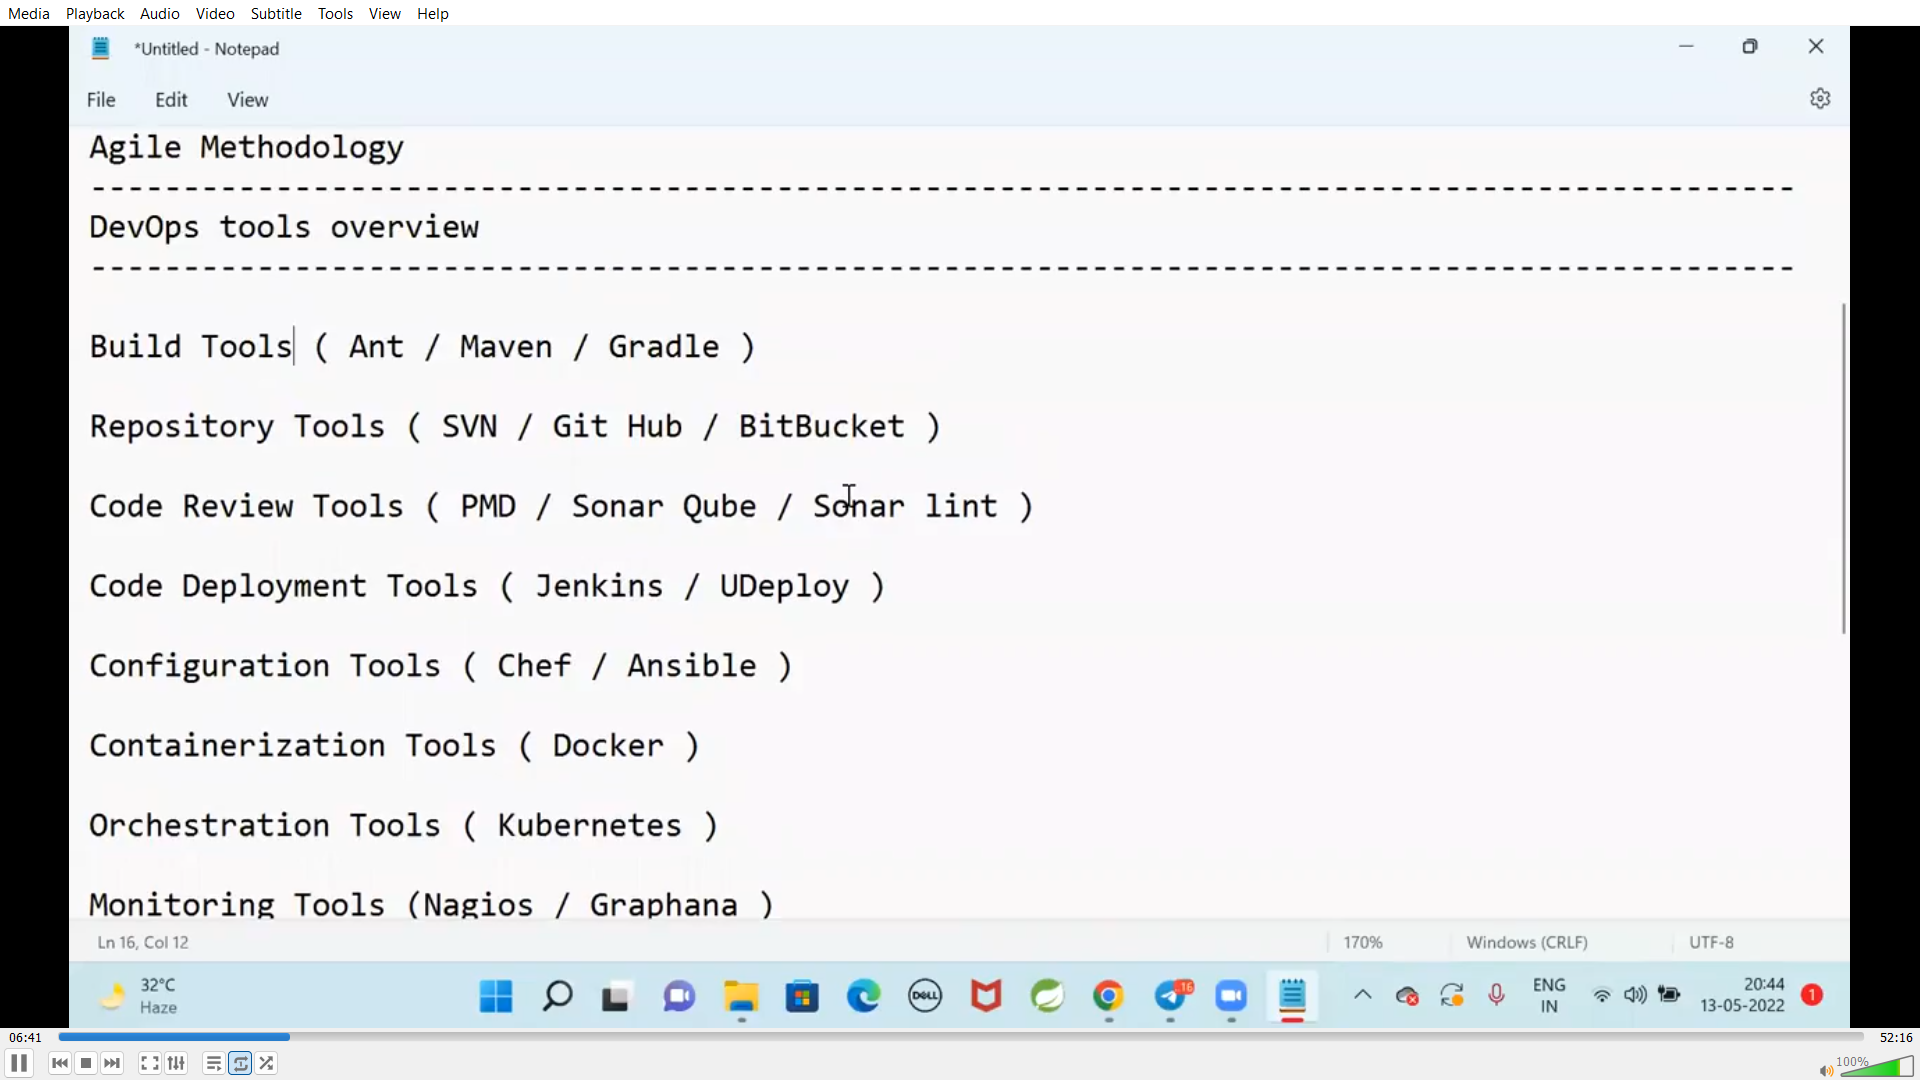 Media Playback Audio Video Subtitle Tools View Help
*Untitled - Notepad
File Edit View
Agile Methodology
--------------------------------------------------------------------------------------------
DevOps tools overview
--------------------------------------------------------------------------------------------
Build Tools ( Ant / Maven / Gradle )
Repository Tools ( SVN / Git Hub / BitBucket )
Code Review Tools ( PMD / Sonar Qube / Sonar lint )
Code Deployment Tools ( Jenkins / UDeploy )
Configuration Tools ( Chef / Ansible )
Containerization Tools ( Docker )
Orchestration Tools ( Kubernetes )
Monitoring Tools (Nagios / Graphana )
Ln 16, Col 12 170% Windows (CRLF) UTF-8
32°C
Haze
DELL
16
ENG
IN
20:44
13-05-2022
1
06:41 52:16
100%